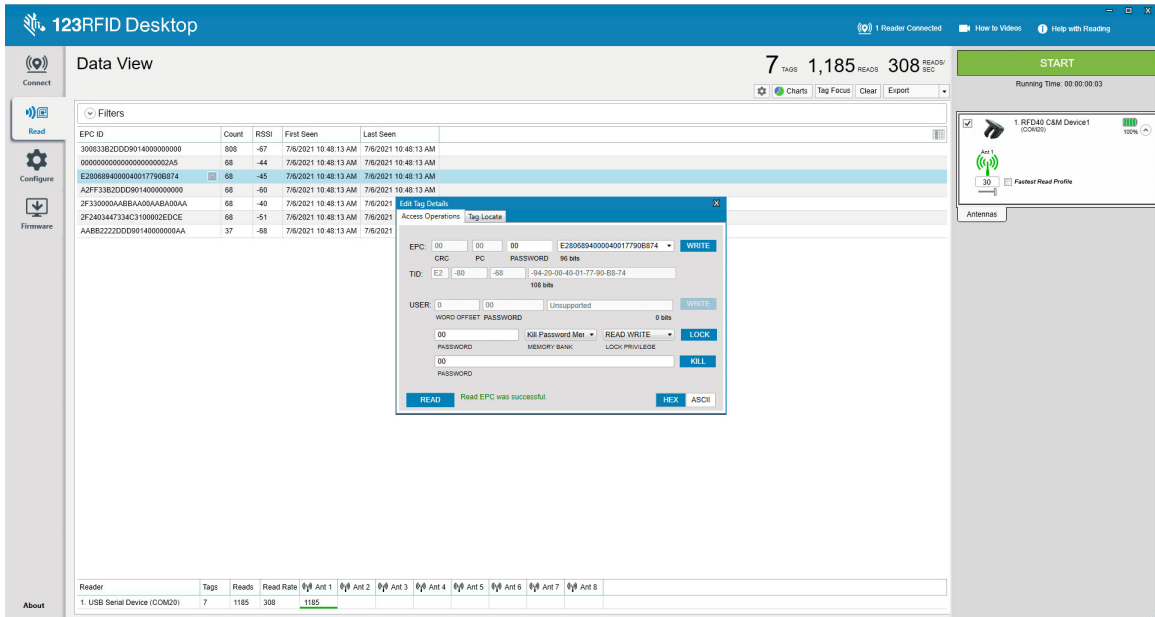 123RFID Desktop
1 Reader Connected
How to Videos
Help with Reading
Connect
Read
Configure
Firmware
About
Data View
7 TAGS 1,185 READS 308 READS/SEC
Charts Tag Focus Clear Export
Filters
EPC ID Count RSSI First Seen Last Seen
300833B2DDD9014000000000 808 -67 7/6/2021 10:48:13 AM 7/6/2021 10:48:13 AM
0000000000000000000002A5 68 -44 7/6/2021 10:48:13 AM 7/6/2021 10:48:13 AM
E2806894000040017790B874 68 -45 7/6/2021 10:48:13 AM 7/6/2021 10:48:13 AM
A2FF33B2DDD9014000000000 68 -60 7/6/2021 10:48:13 AM 7/6/2021 10:48:13 AM
2F330000AABBAA00AABA00AA 68 -40 7/6/2021 10:48:13 AM 7/6/2021
2F2403447334C3100002EDCE 68 -51 7/6/2021 10:48:13 AM 7/6/2021
AABB2222DDD90140000000AA 37 -68 7/6/2021 10:48:13 AM 7/6/2021
Edit Tag Details X
Access Operations Tag Locate
EPC: 00 00 00 E2806894000040017790B874 WRITE
CRC PC PASSWORD 96 bits
TID: E2 -80 -68 -94-20-00-40-01-77-90-B8-74
108 bits
USER: 0 00 Unsupported WRITE
WORD OFFSET PASSWORD 0 bits
00 Kill Password Mer READ WRITE LOCK
PASSWORD MEMORY BANK LOCK PRIVILEGE
00 KILL
PASSWORD
READ Read EPC was successful. HEX ASCII
START
Running Time: 00:00:00:03
1. RFD40 C&M Device1
(COM20)
100%
Ant 1
30 Fastest Read Profile
Antennas
Reader Tags Reads Read Rate Ant 1 Ant 2 Ant 3 Ant 4 Ant 5 Ant 6 Ant 7 Ant 8
1. USB Serial Device (COM20) 7 1185 308 1185